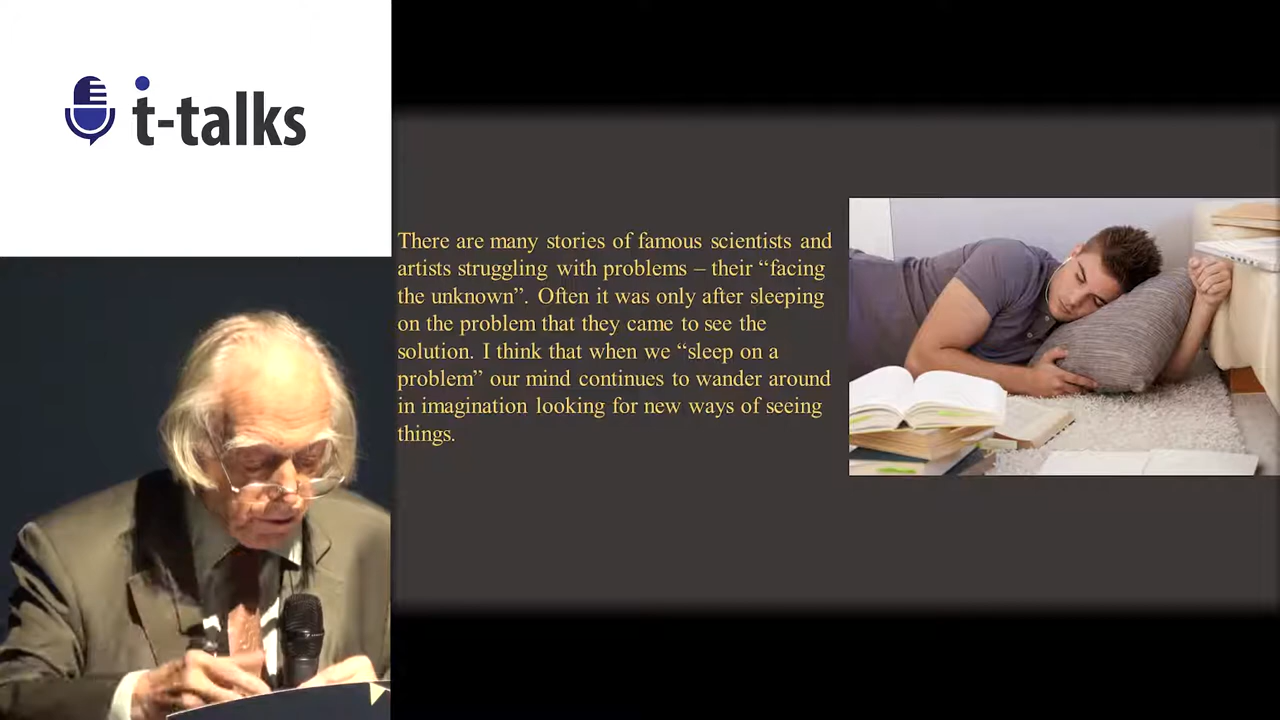 t-talks
There are many stories of famous scientists and
artists struggling with problems – their “facing
the unknown”. Often it was only after sleeping
on the problem that they came to see the
solution. I think that when we “sleep on a
problem” our mind continues to wander around
in imagination looking for new ways of seeing
things.